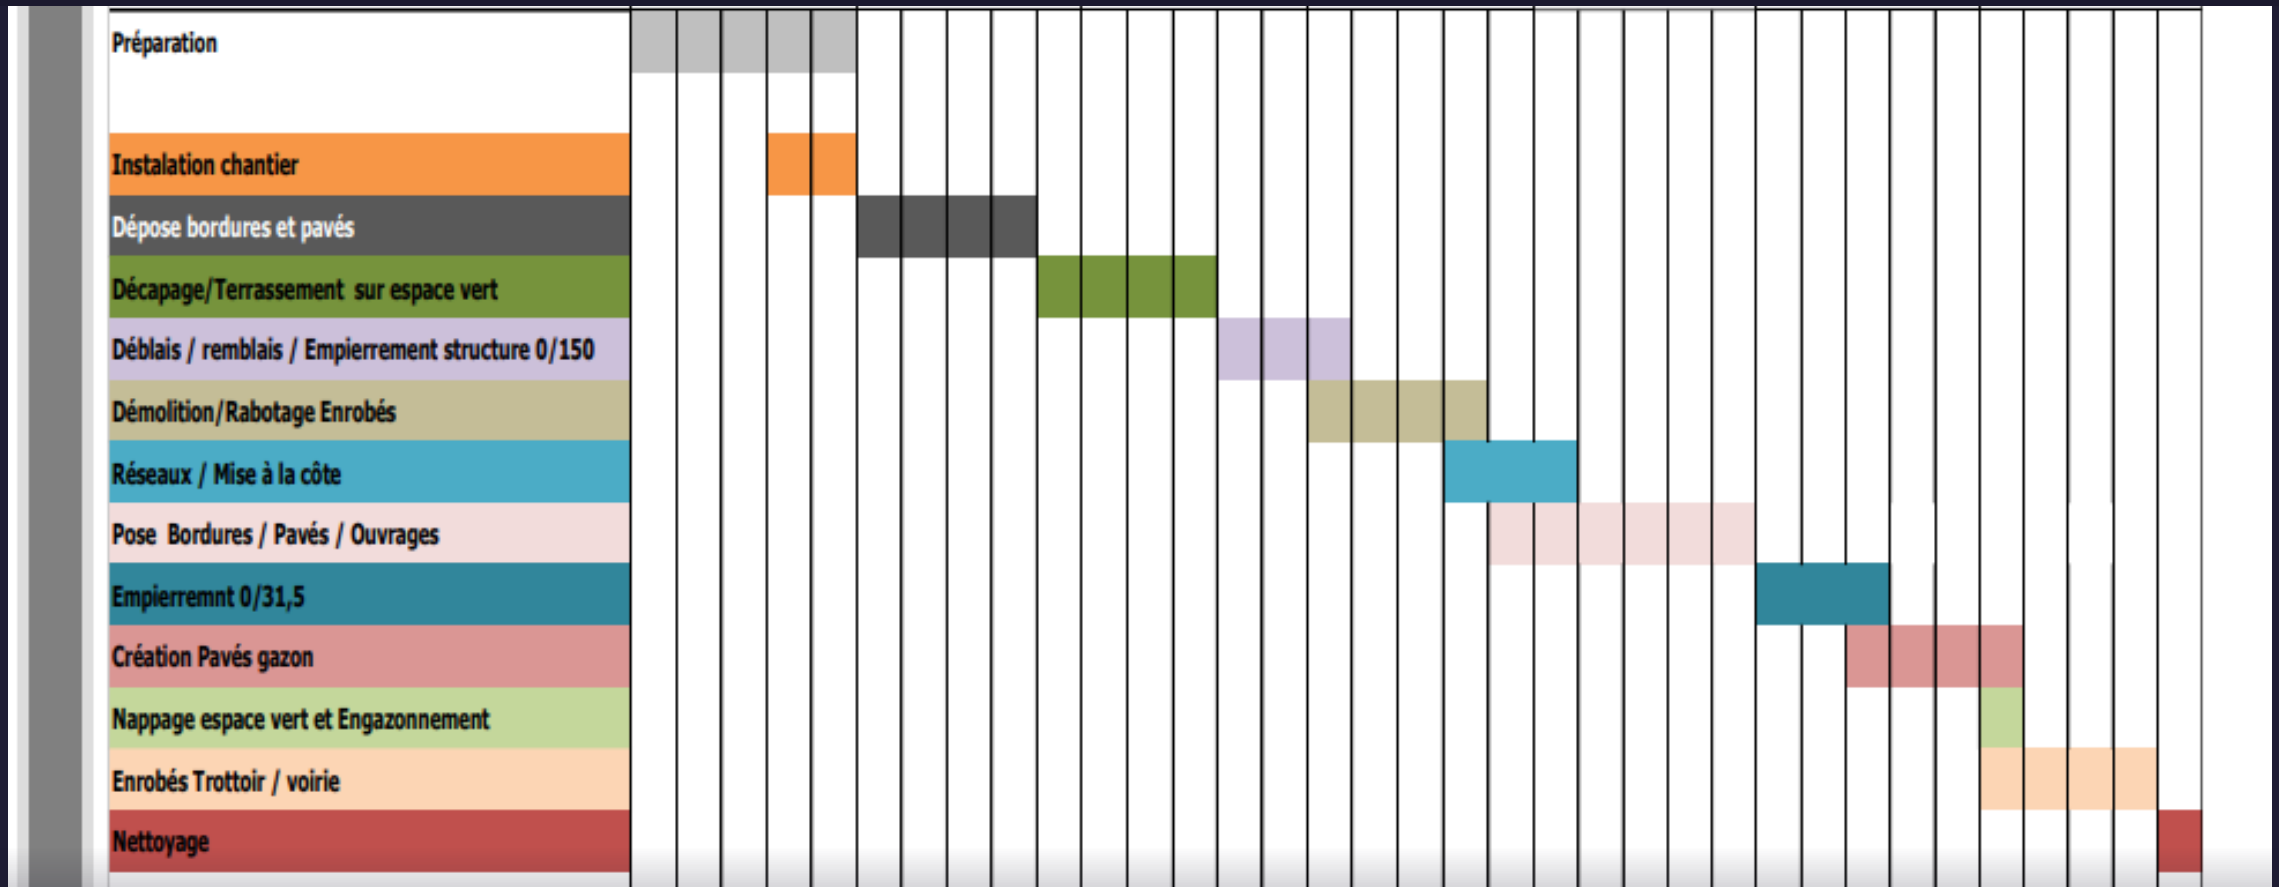 Préparation
Instalation chantier
Dépose bordures et pavés
Décapage/Terrassement sur espace vert
Déblais / remblais / Empierrement structure 0/150
Démolition/Rabotage Enrobés
Réseaux / Mise à la côte
Pose Bordures / Pavés / Ouvrages
Empierremnt 0/31,5
Création Pavés gazon
Nappage espace vert et Engazonnement
Enrobés Trottoir / voirie
Nettoyage